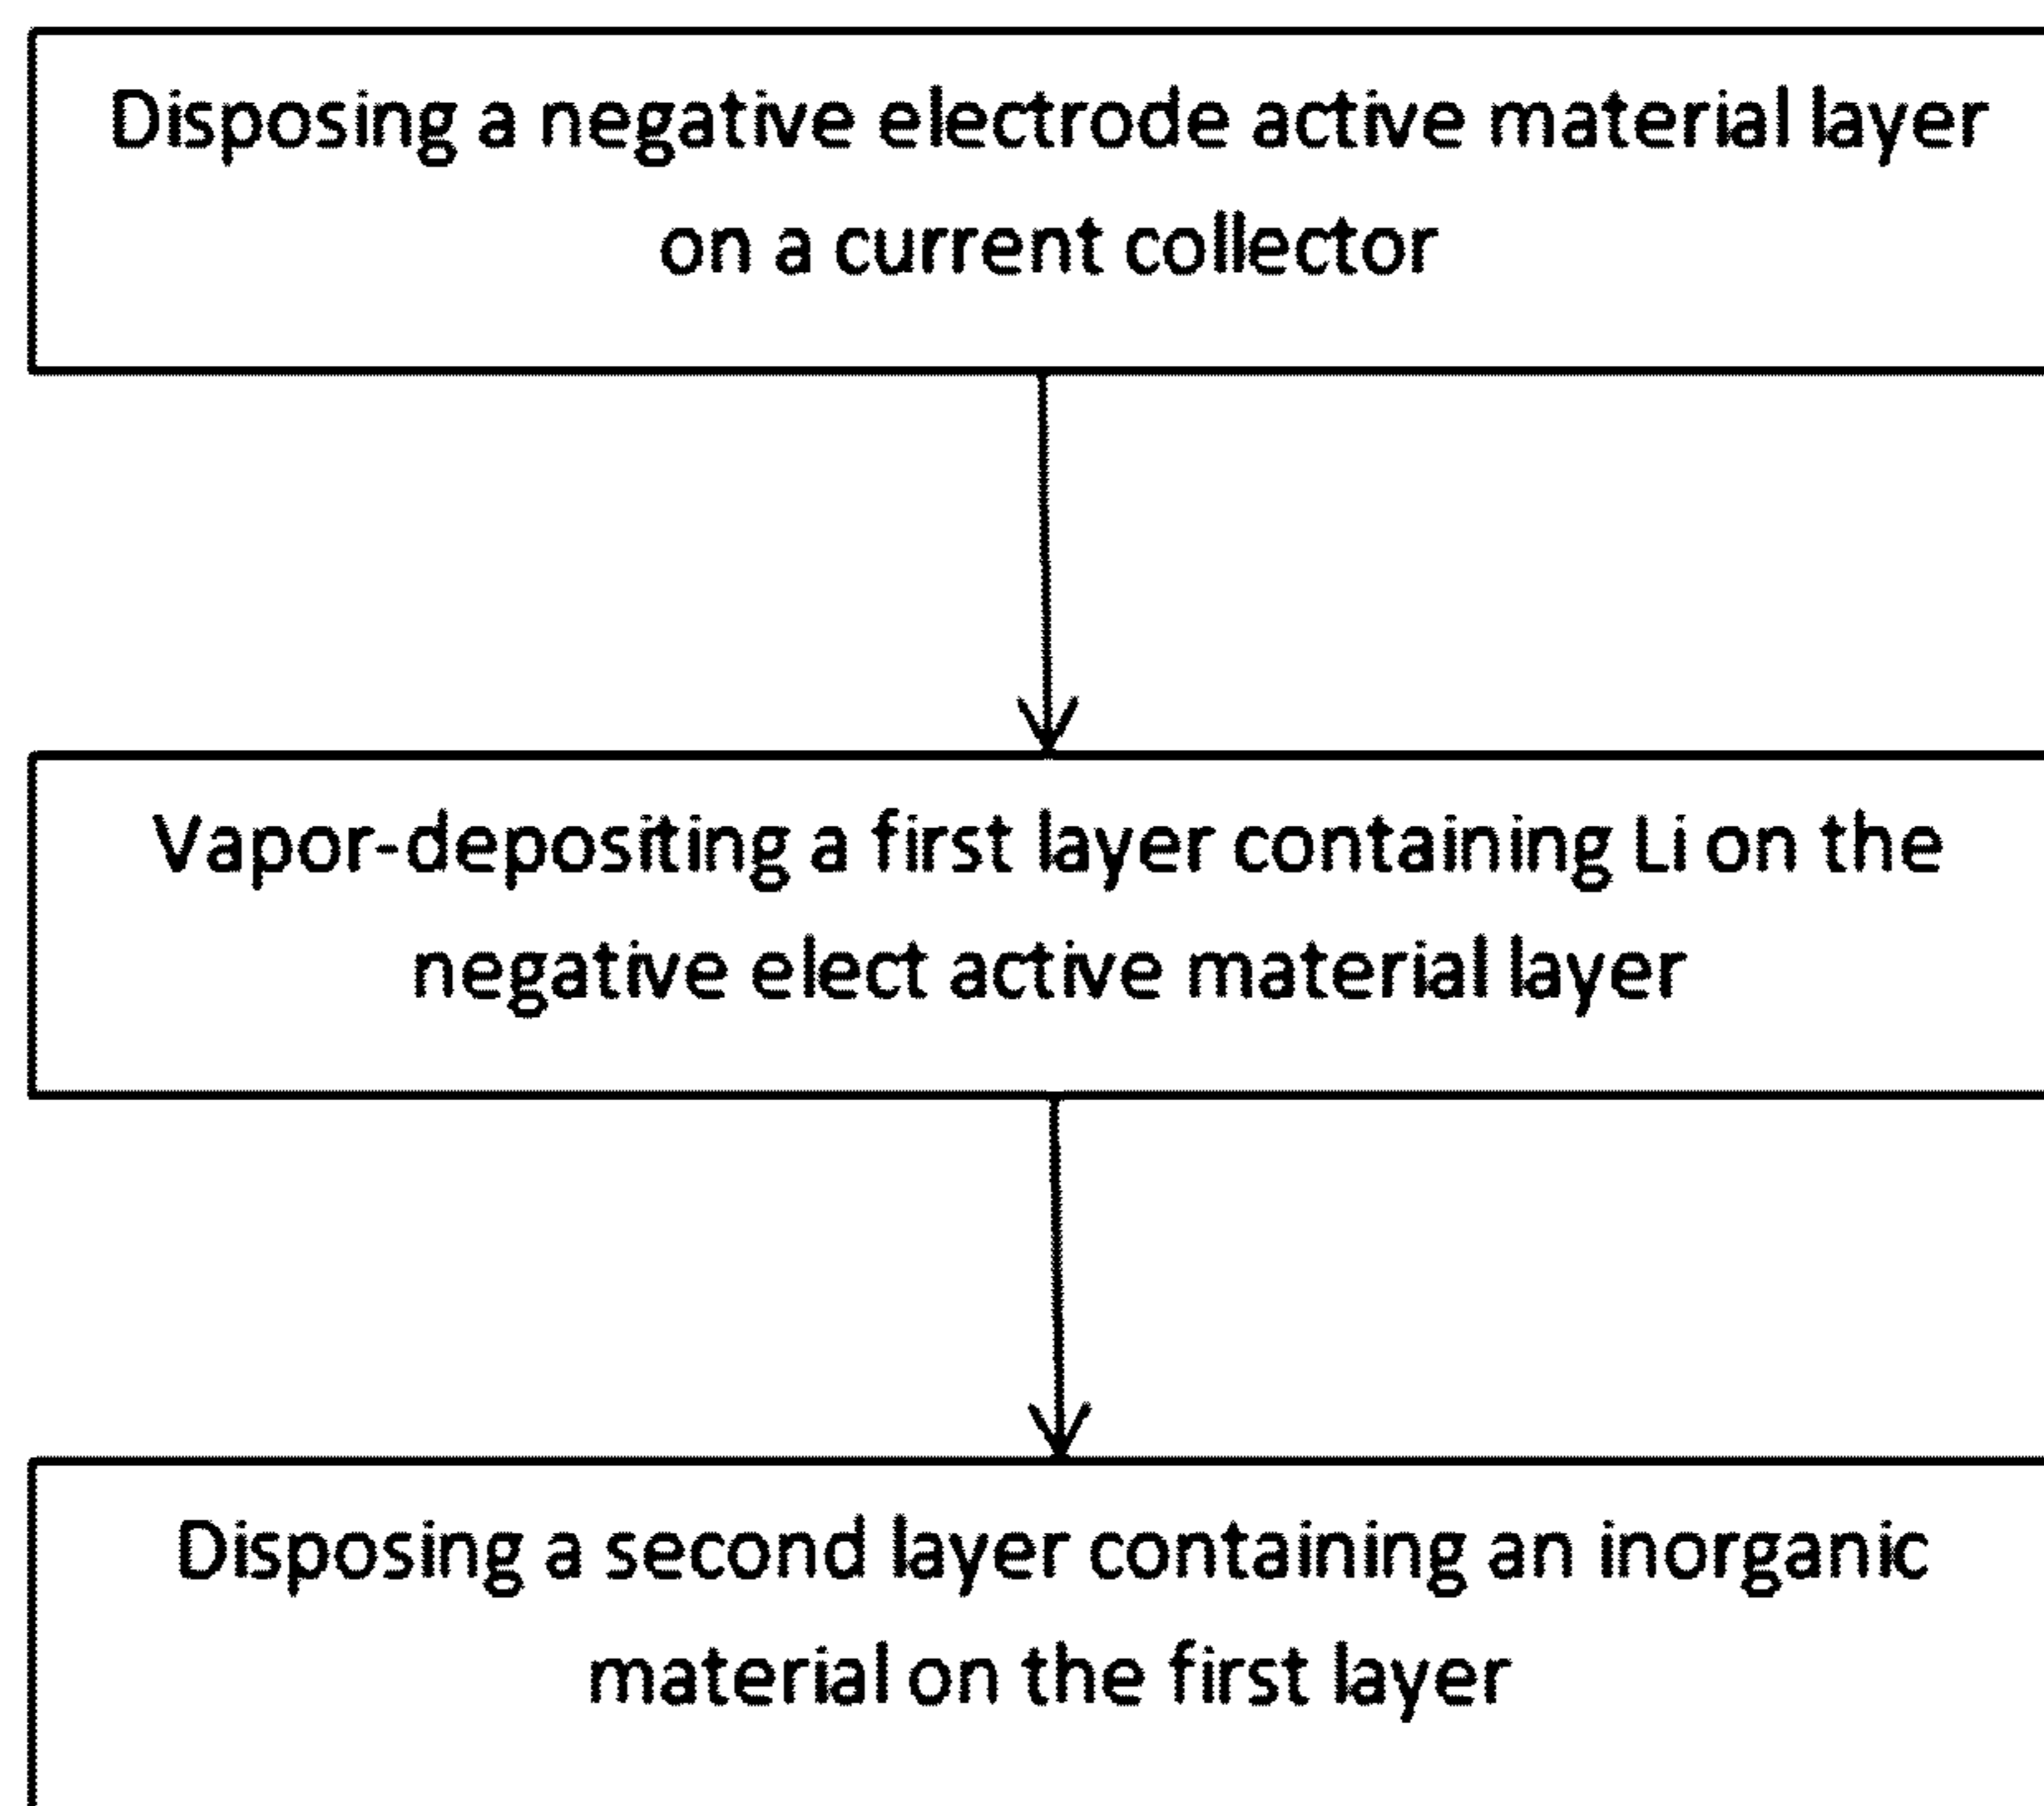 Disposing a negative electrode active material layer
on a current collector
Vapor-depositing a first layer containing Li on the
negative elect active material layer
Disposing a second layer containing an inorganic
material on the first layer